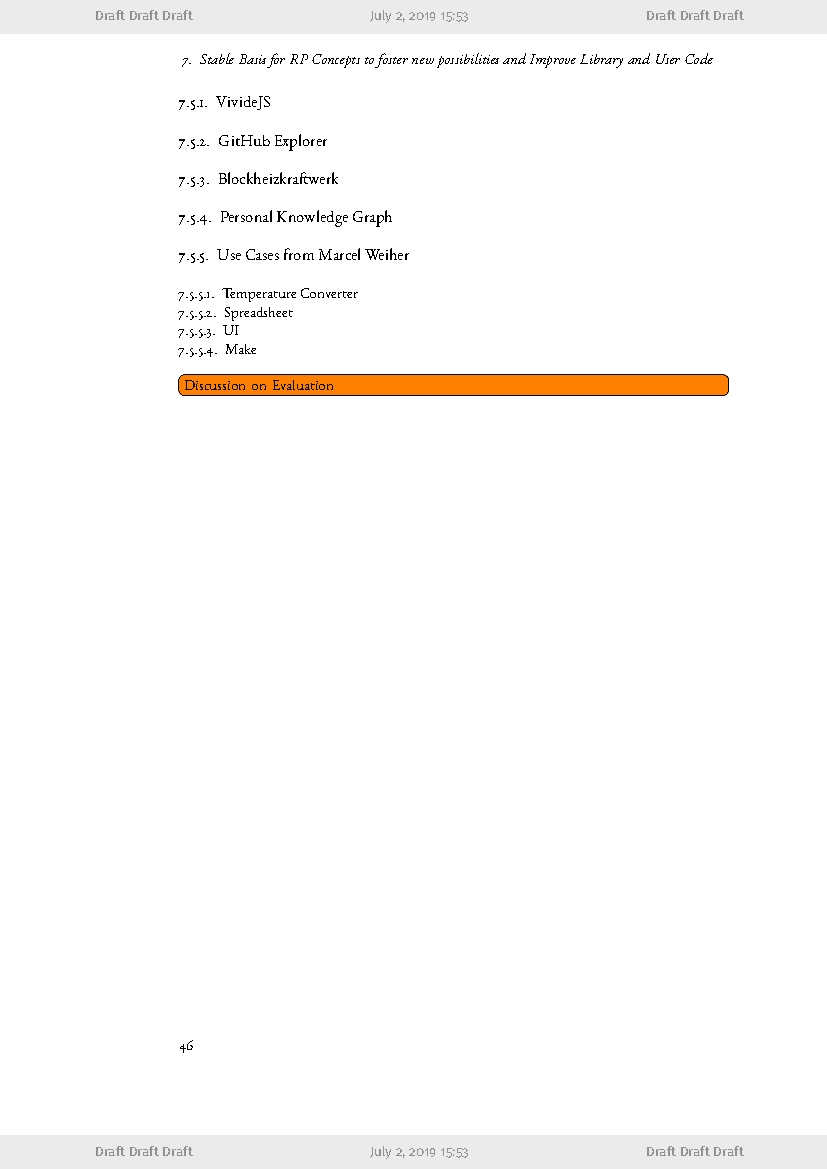 Draft Draft Draft July 2, 2019 15:53 Draft Draft Draft
7. Stable Basis for RP Concepts to foster new possibilities and Improve Library and User Code
7.5.1. VivideJS
7.5.2. GitHub Explorer
7.5.3. Blockheizkraftwerk
7.5.4. Personal Knowledge Graph
7.5.5. Use Cases from Marcel Weiher
7.5.5.1. Temperature Converter
7.5.5.2. Spreadsheet
7.5.5.3. UI
7.5.5.4. Make
Discussion on Evaluation
46
Draft Draft Draft July 2, 2019 15:53 Draft Draft Draft